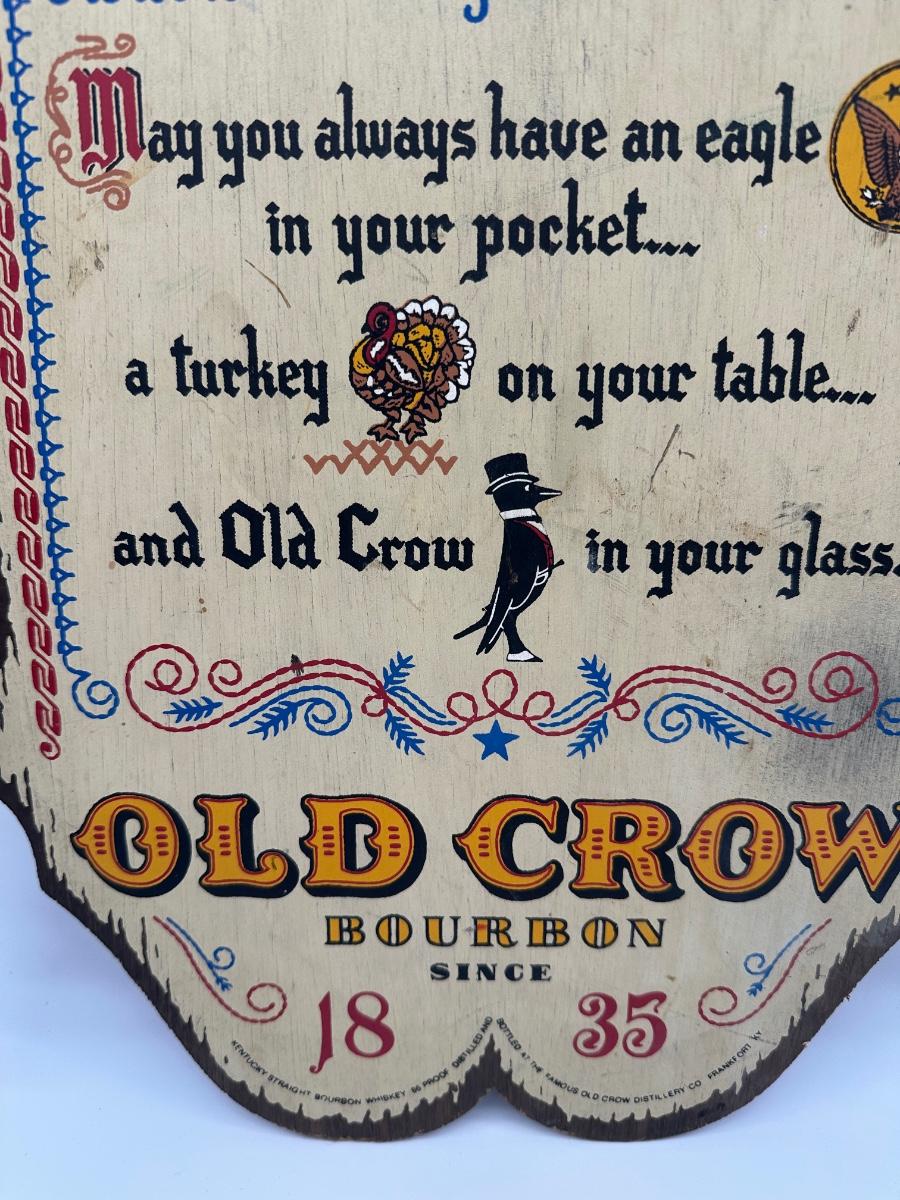 May you always have an eagle
in your pocket....
a turkey on your table....
and Old Crow in your glass.
OLD CROW
BOURBON
SINCE
18 35
KENTUCKY STRAIGHT BOURBON WHISKEY 86 PROOF DISTILLED AND BOTTLED AT THE FAMOUS OLD CROW DISTILLERY CO FRANKFORT KY